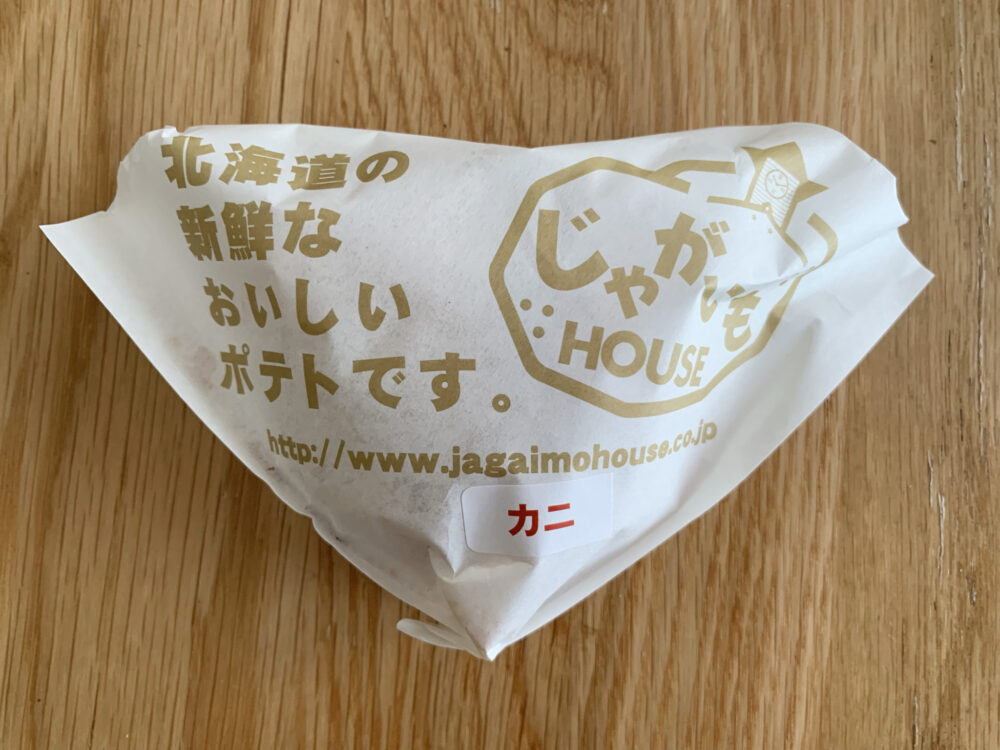 北海道の
新鮮な
おいしい
ポテトです。
じゃがいも
HOUSE
http://www.jagaimohouse.co.jp
カニ